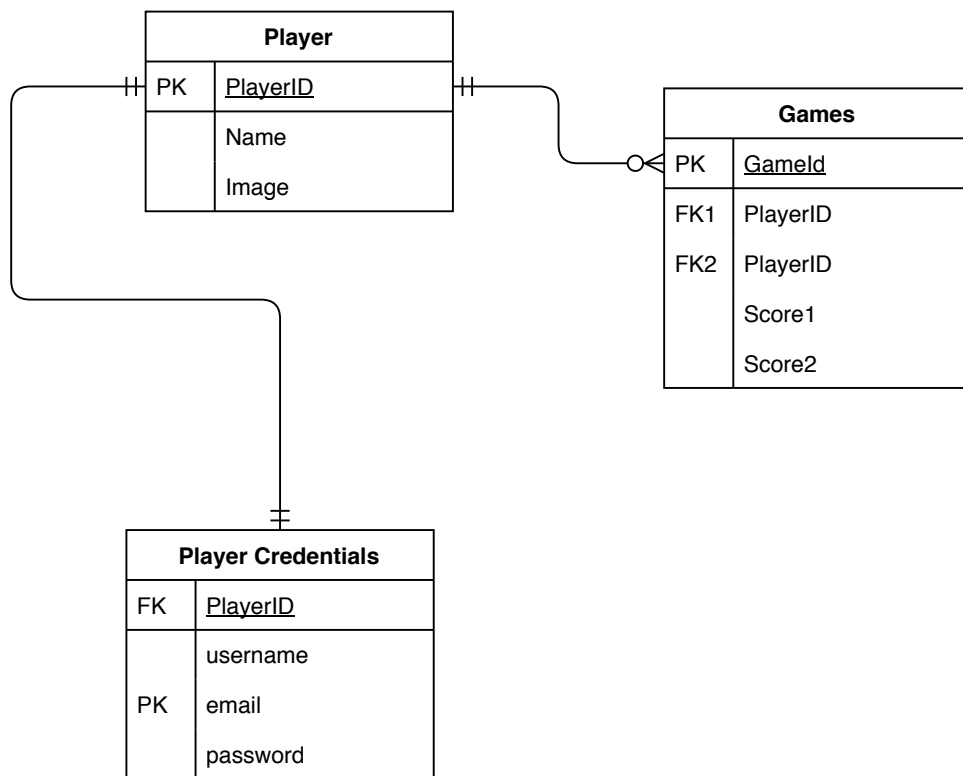 Player
PK PlayerID
Name
Image
Games
PK GameId
FK1 PlayerID
FK2 PlayerID
Score1
Score2
Player Credentials
FK PlayerID
username
PK email
password